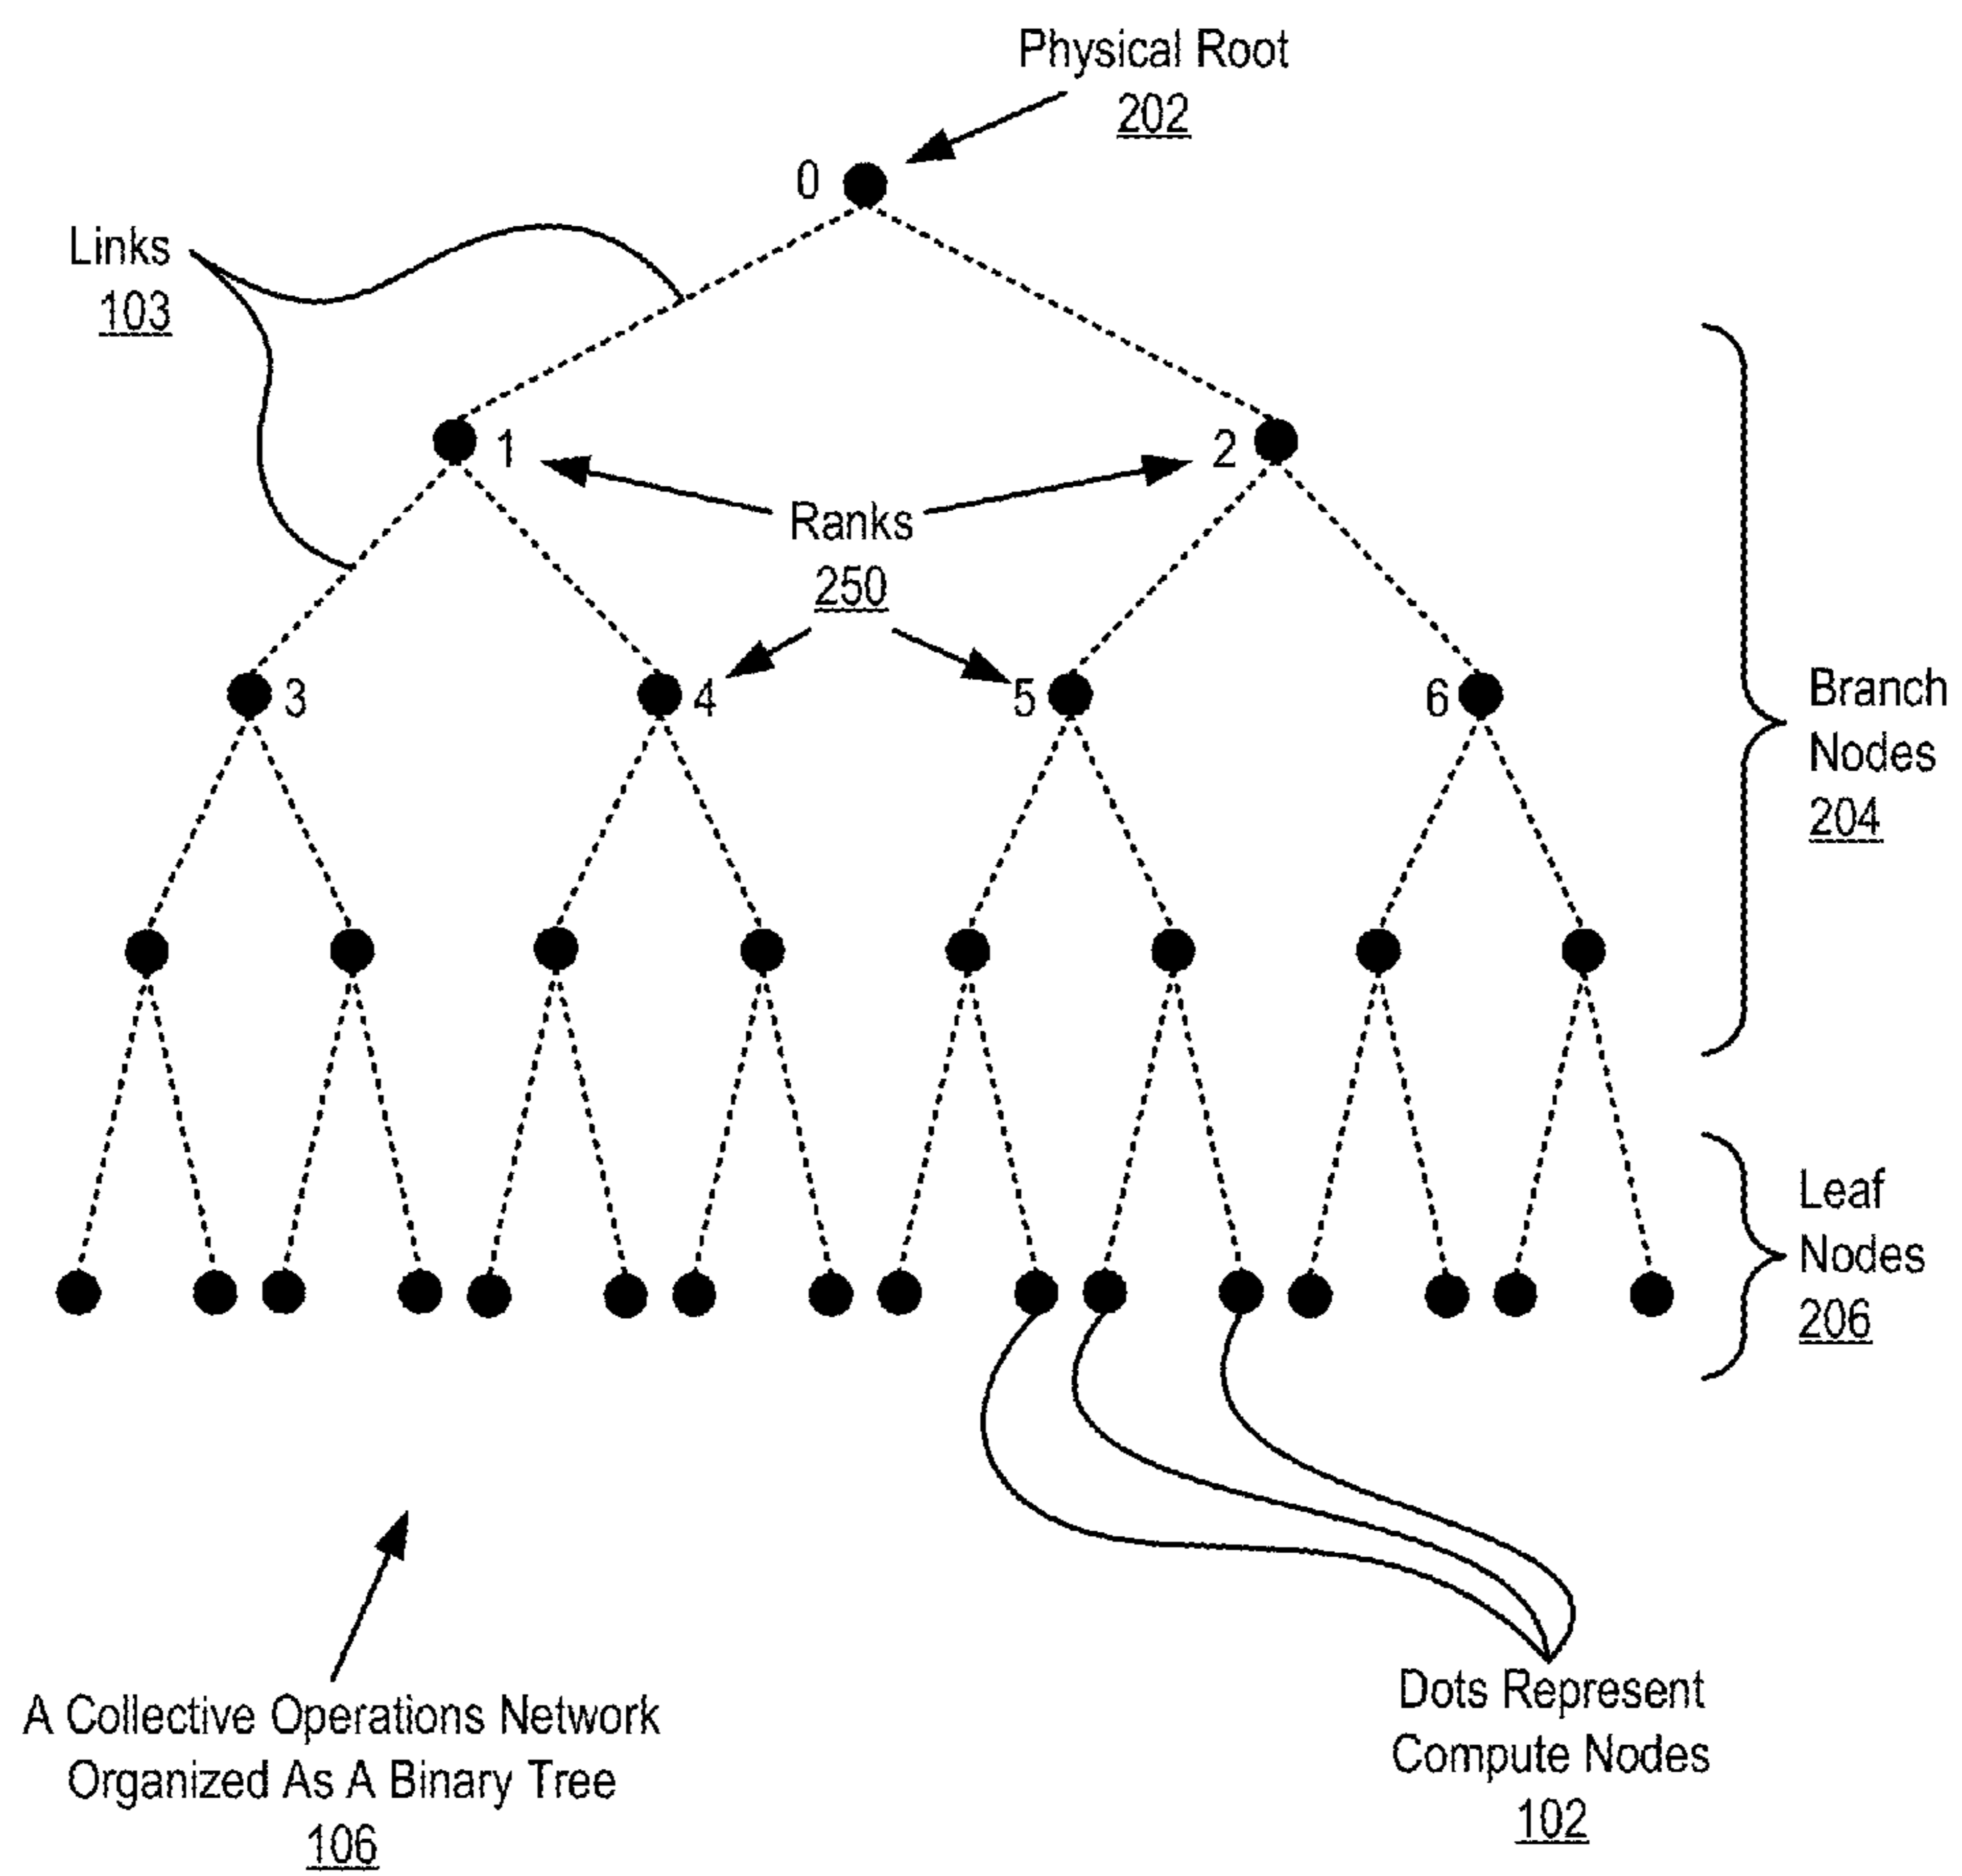 Physical Root
202
0
Links
103
1
2
Ranks
250
3
4
5
6
Branch
Nodes
204
Leaf
Nodes
206
A Collective Operations Network
Organized As A Binary Tree
106
Dots Represent
Compute Nodes
102